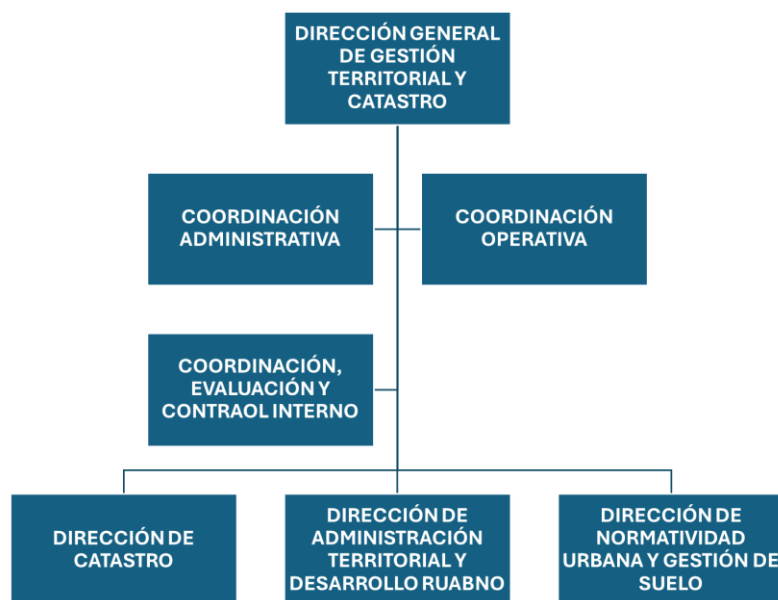 DIRECCIÓN GENERAL
DE GESTIÓN
TERRITORIAL Y
CATASTRO
COORDINACIÓN
ADMINISTRATIVA
COORDINACIÓN
OPERATIVA
COORDINACIÓN,
EVALUACIÓN Y
CONTRAOL INTERNO
DIRECCIÓN DE
CATASTRO
DIRECCIÓN DE
ADMINISTRACIÓN
TERRITORIAL Y
DESARROLLO RUABNO
DIRECCIÓN DE
NORMATIVIDAD
URBANA Y GESTIÓN DE
SUELO